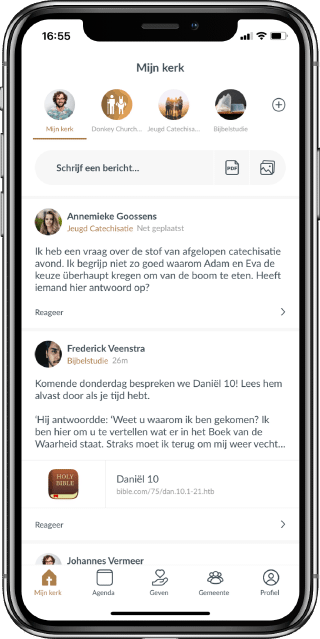 16:55
Mijn kerk
Mijn kerk
Donkey Church...
Jeugd Catechisa...
Bijbelstudie
Schrijf een bericht...
PDF
Annemieke Goossens
Jeugd Catechisatie Net geplaatst
Ik heb een vraag over de stof van afgelopen catechisatie
avond. Ik begrijp niet zo goed waarom Adam en Eva de
keuze überhaupt kregen om van de boom te eten. Heeft
iemand hier antwoord op?
Reageer
Frederick Veenstra
Bijbelstudie 26m
Komende donderdag bespreken we Daniël 10! Lees hem
alvast door als je tijd hebt.
'Hij antwoordde: 'Weet u waarom ik ben gekomen? Ik
ben hier om u te vertellen wat er in het Boek van de
Waarheid staat. Straks moet ik terug om mij weer vecht...
HOLY
BIBLE
Daniël 10
bible.com/75/dan.10.1-21.htb
Reageer
Johannes Vermeer
Mijn kerk
Agenda
Geven
Gemeente
Profiel